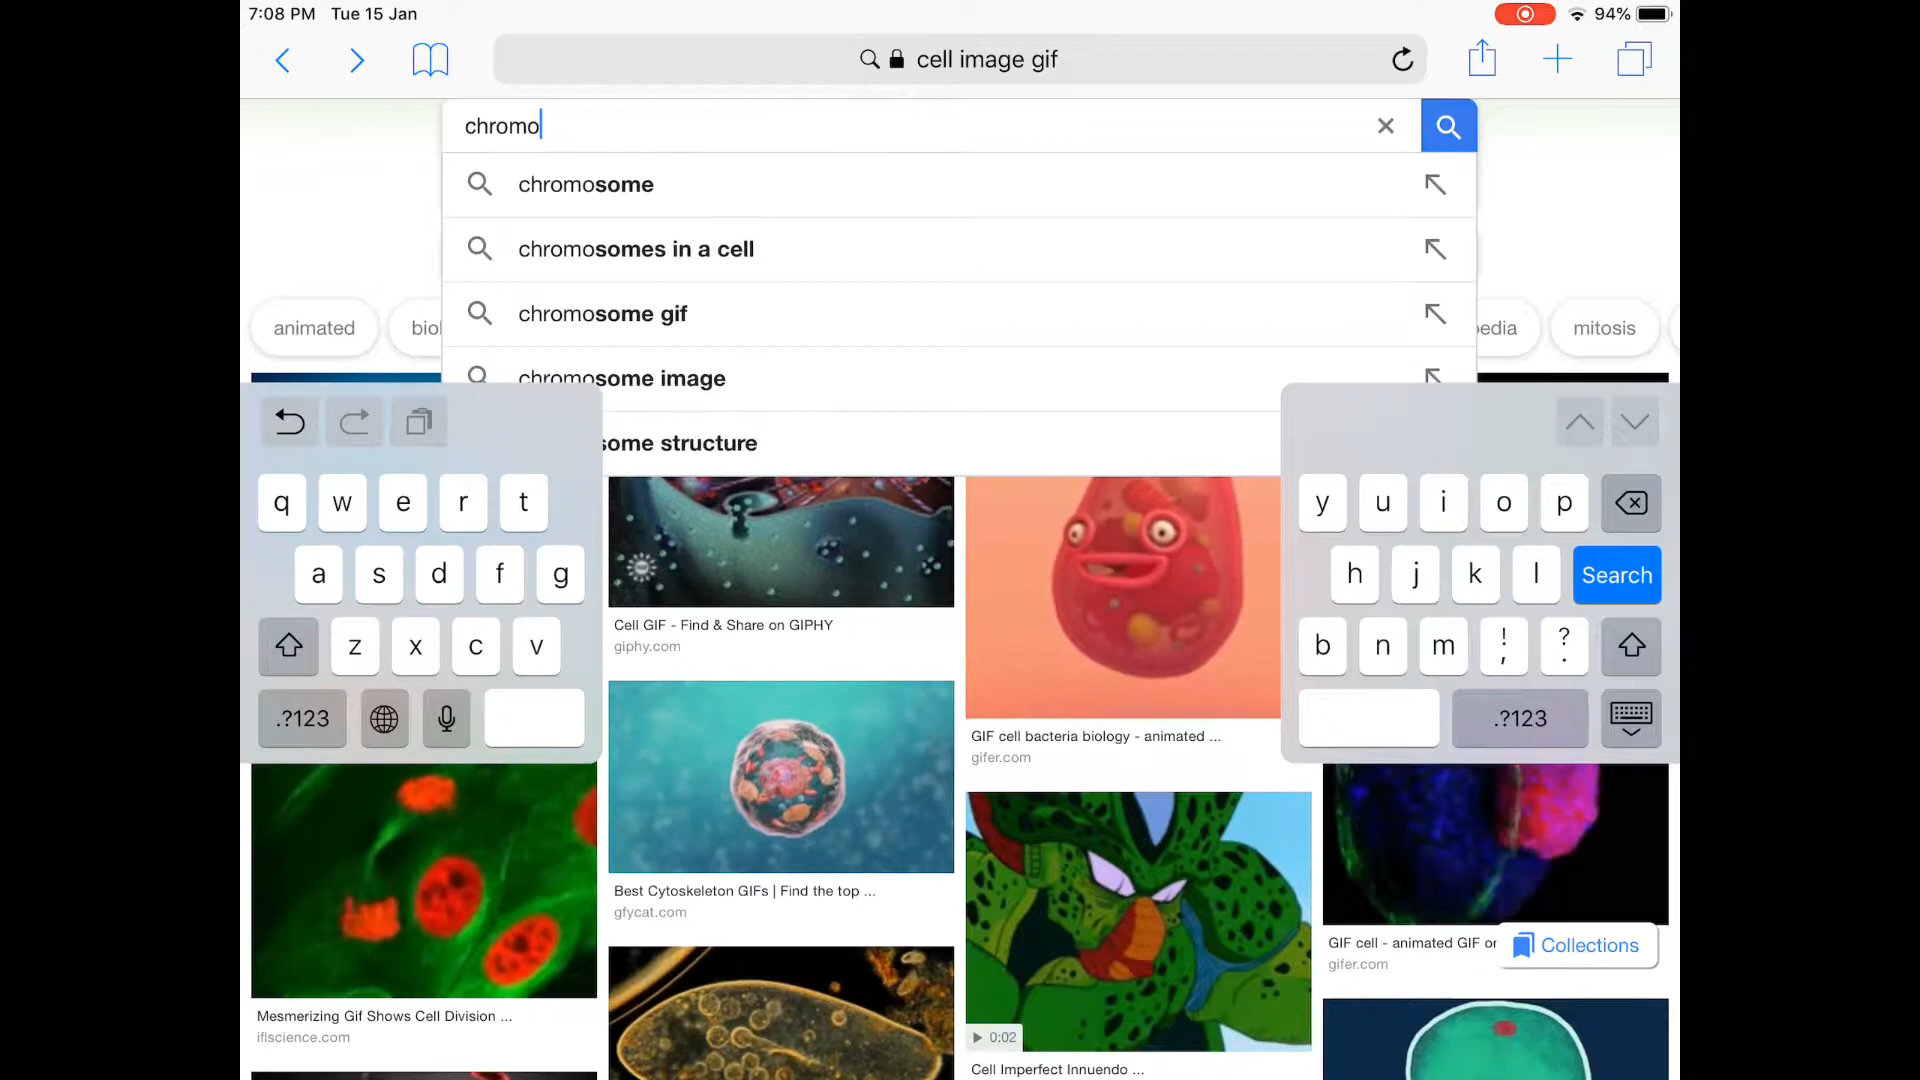 7:08 PM Tue 15 Jan
94%
cell image gif
chromo
chromosome
chromosomes in a cell
chromosome gif
chromosome image
some structure
animated
biol
pedia
mitosis
q w e r t
y u i o p
a s d f g
h j k l Search
z x c v
b n m ! , ? .
.?123
.?123
Cell GIF - Find & Share on GIPHY
giphy.com
GIF cell bacteria biology - animated ...
gifer.com
Best Cytoskeleton GIFs | Find the top ...
gfycat.com
GIF cell - animated GIF or
gifer.com
Collections
Mesmerizing Gif Shows Cell Division ...
iflscience.com
0:02
Cell Imperfect Innuendo ...